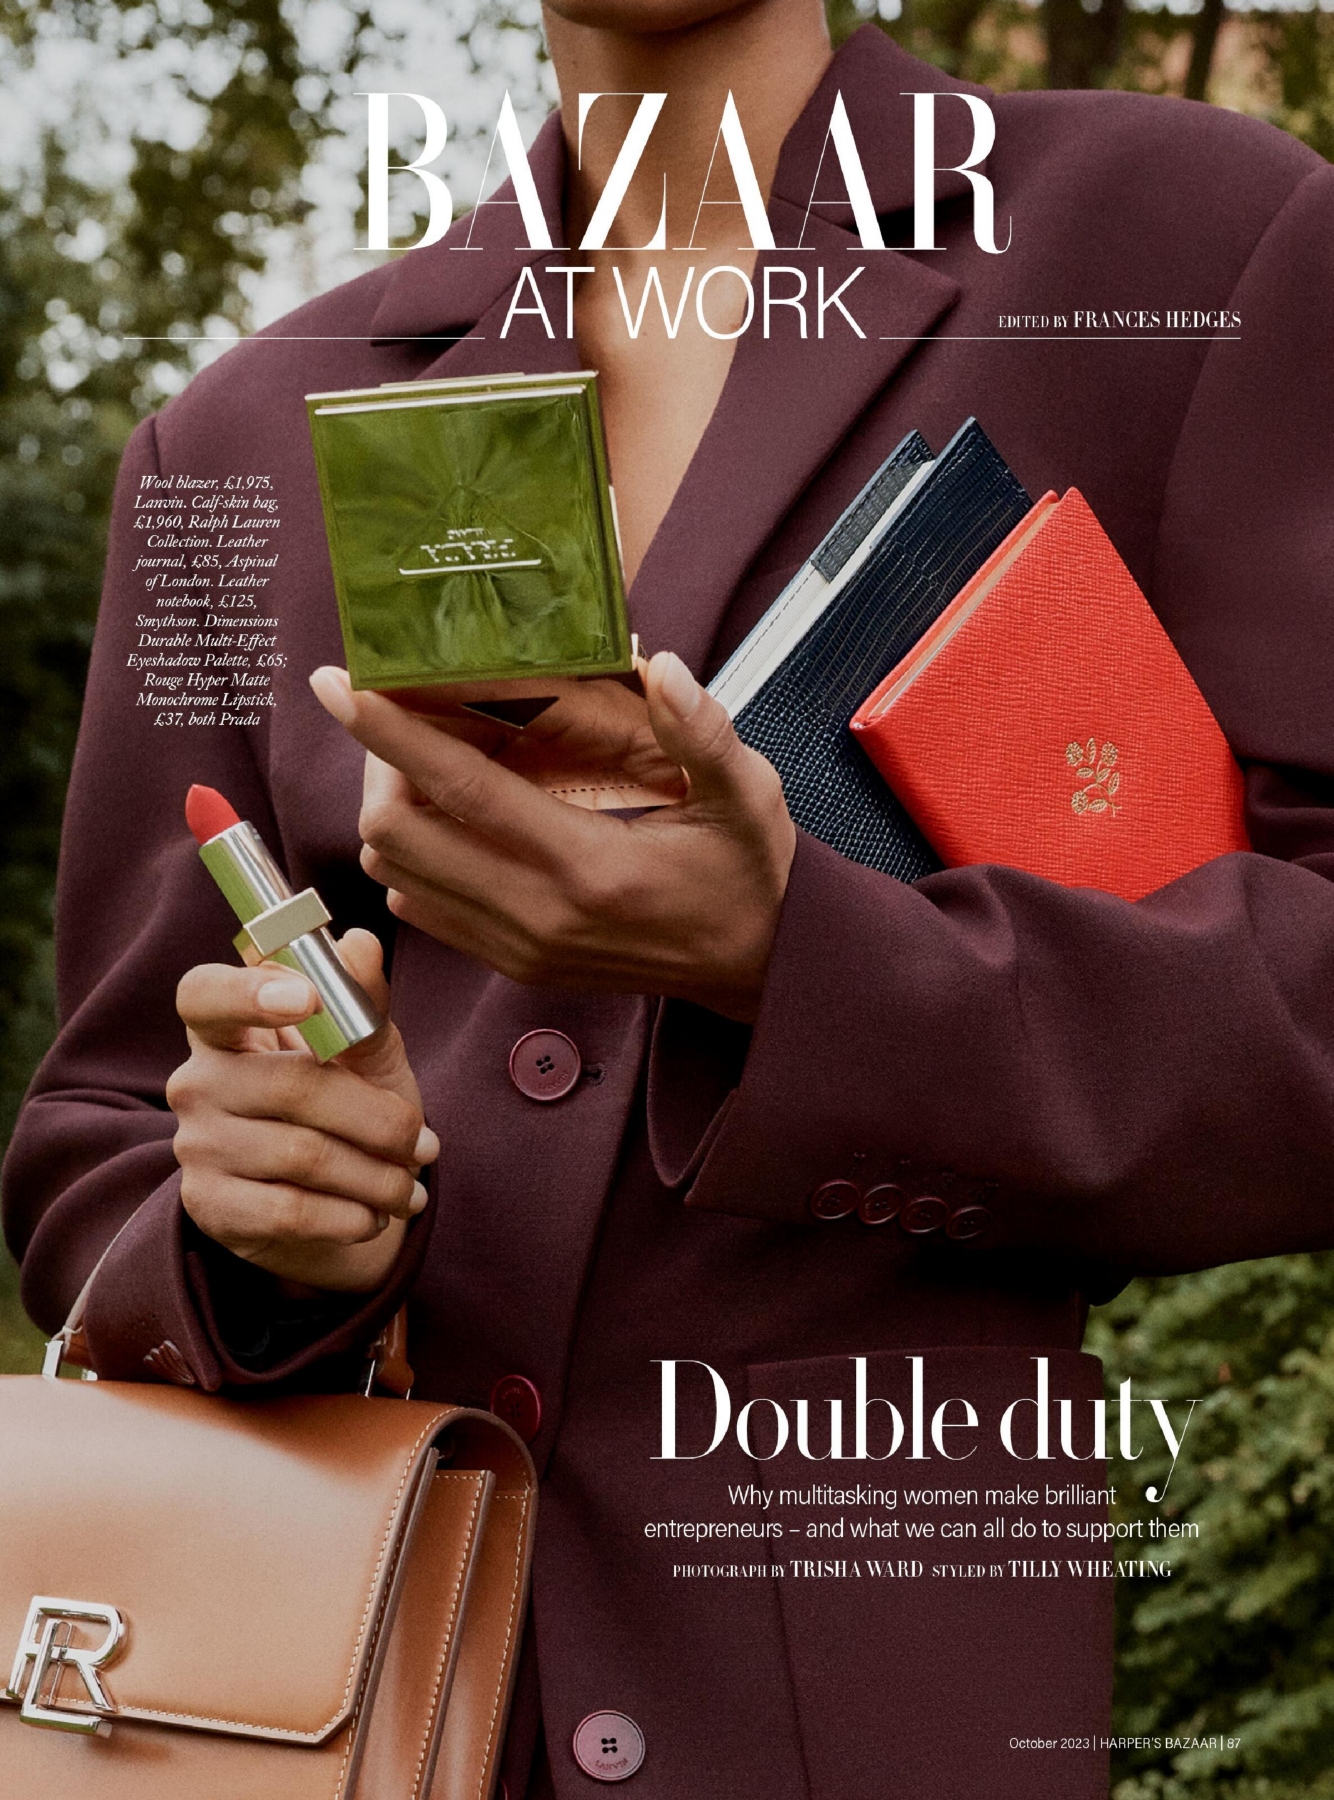 BAZAAR
AT WORK
EDITED BY FRANCES HEDGES
Wool blazer, £1,975,
Lanvin. Calf-skin bag,
£1,960, Ralph Lauren
Collection. Leather
journal, £85, Aspinal
of London. Leather
notebook, £125,
Smythson. Dimensions
Durable Multi-Effect
Eyeshadow Palette, £65;
Rouge Hyper Matte
Monochrome Lipstick,
£37, both Prada
PRADA
RL
LANVIN
Double duty
Why multitasking women make brilliant
entrepreneurs – and what we can all do to support them
PHOTOGRAPH BY TRISHA WARD STYLED BY TILLY WHEATING
October 2023 | HARPER'S BAZAAR | 87